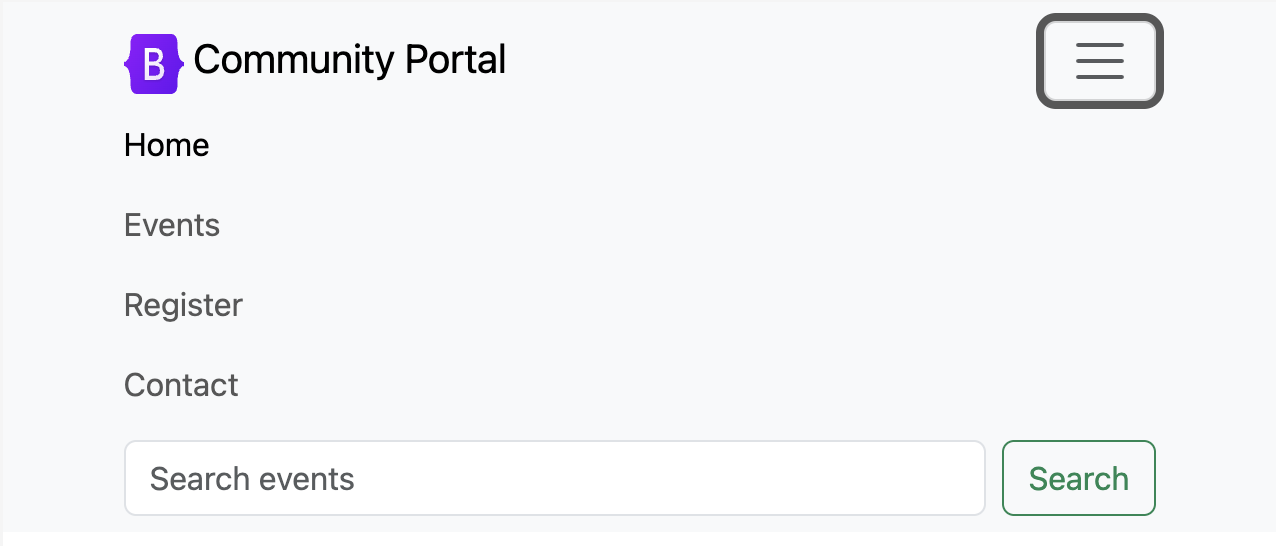 B Community Portal
Home
Events
Register
Contact
Search events Search